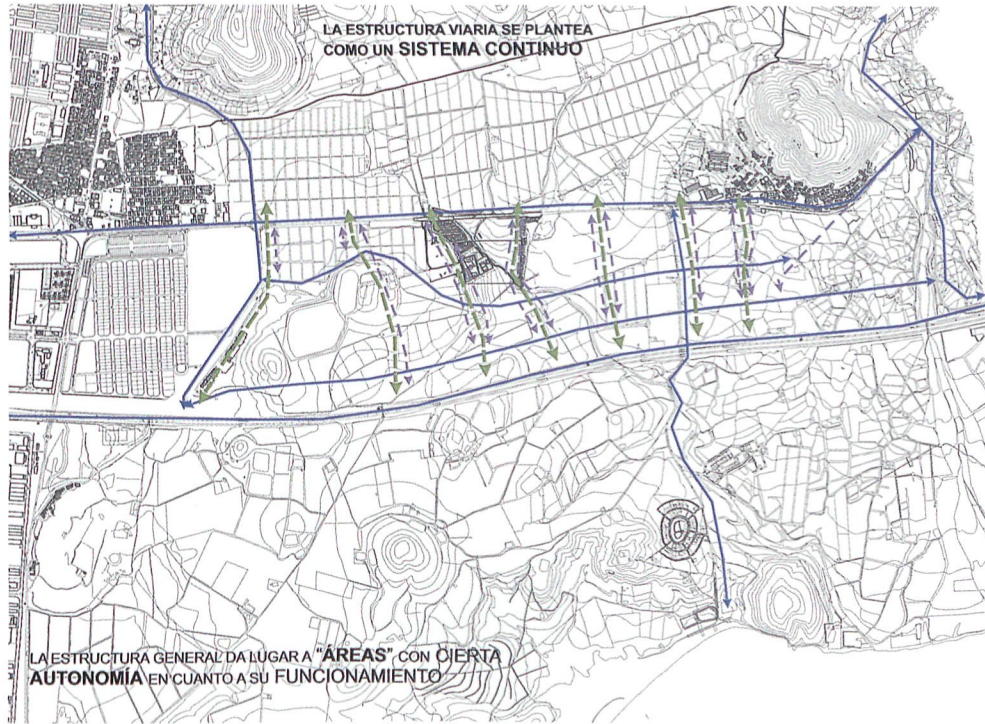 LA ESTRUCTURA VIARIA SE PLANTEA
COMO UN SISTEMA CONTINUO
LA ESTRUCTURA GENERAL DA LUGAR A "ÁREAS" CON CIERTA
AUTONOMÍA EN CUANTO A SU FUNCIONAMIENTO